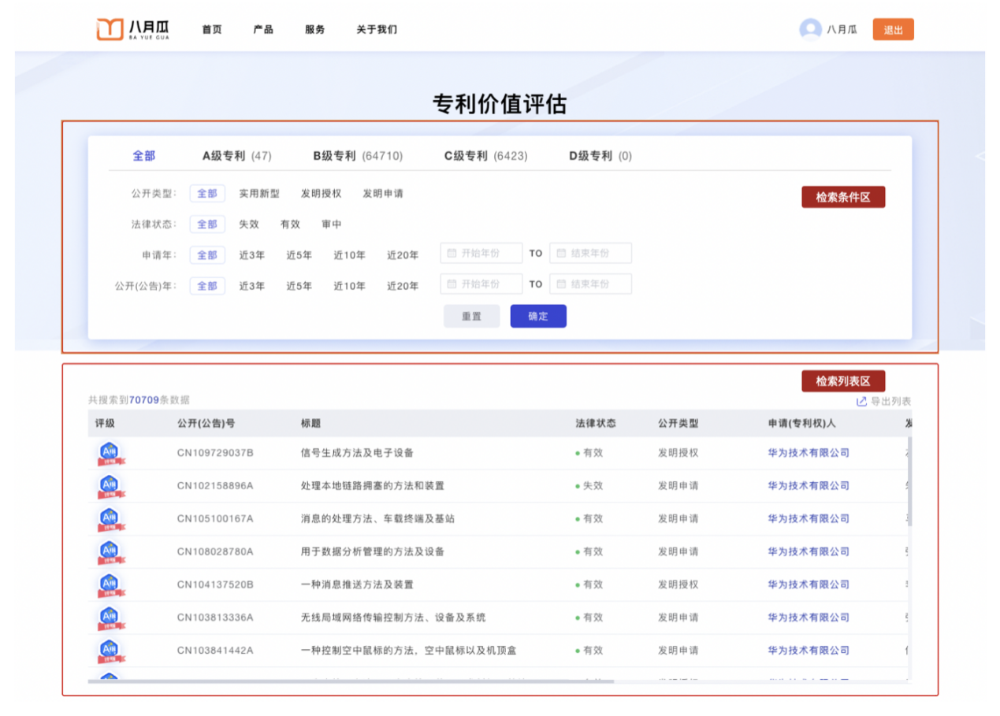 八月瓜 首页 产品 服务 关于我们 八月瓜 退出
BA YUE GUA
专利价值评估
全部 A级专利 (47) B级专利 (64710) C级专利 (6423) D级专利 (0)
公开类型: 全部 实用新型 发明授权 发明申请
检索条件区
法律状态: 全部 失效 有效 审中
申请年: 全部 近3年 近5年 近10年 近20年 开始年份 TO 结束年份
公开(公告)年: 全部 近3年 近5年 近10年 近20年 开始年份 TO 结束年份
重置 确定
检索列表区
共搜索到70709条数据 导出列表
评级 公开(公告)号 标题 法律状态 公开类型 申请(专利权)人
CN109729037B 信号生成方法及电子设备 有效 发明授权 华为技术有限公司
CN102158896A 处理本地链路拥塞的方法和装置 失效 发明申请 华为技术有限公司
CN105100167A 消息的处理方法、车载终端及基站 有效 发明申请 华为技术有限公司
CN108028780A 用于数据分析管理的方法及设备 有效 发明申请 华为技术有限公司
CN104137520B 一种消息推送方法及装置 有效 发明授权 华为技术有限公司
CN103813336A 无线局域网络传输控制方法、设备及系统 有效 发明申请 华为技术有限公司
CN103841442A 一种控制空中鼠标的方法，空中鼠标以及机顶盒 有效 发明申请 华为技术有限公司